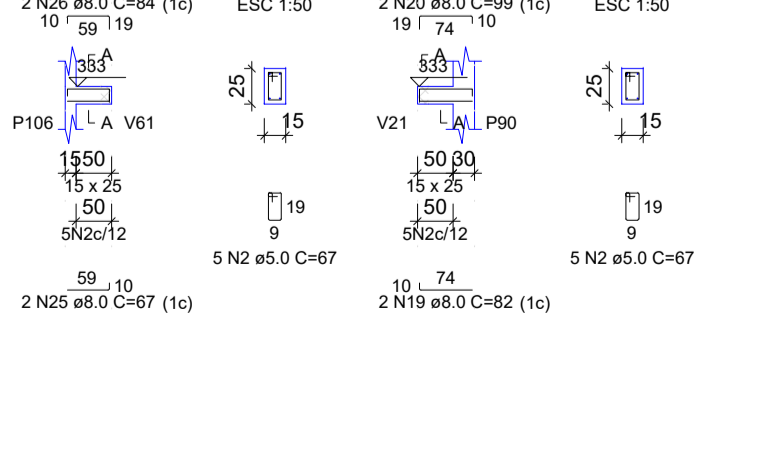 2 N26 ø8.0 C=84 (1c)
ESC 1:50
10 59 19
A
333
25
15
P106
A V61
15 50
15 x 25
50
5N2c/12
19
9
5 N2 ø5.0 C=67
59 10
2 N25 ø8.0 C=67 (1c)
2 N20 ø8.0 C=99 (1c)
ESC 1:50
19 74 10
A
333
25
15
V21
A P90
50 30
15 x 25
50
5N2c/12
19
9
5 N2 ø5.0 C=67
10 74
2 N19 ø8.0 C=82 (1c)